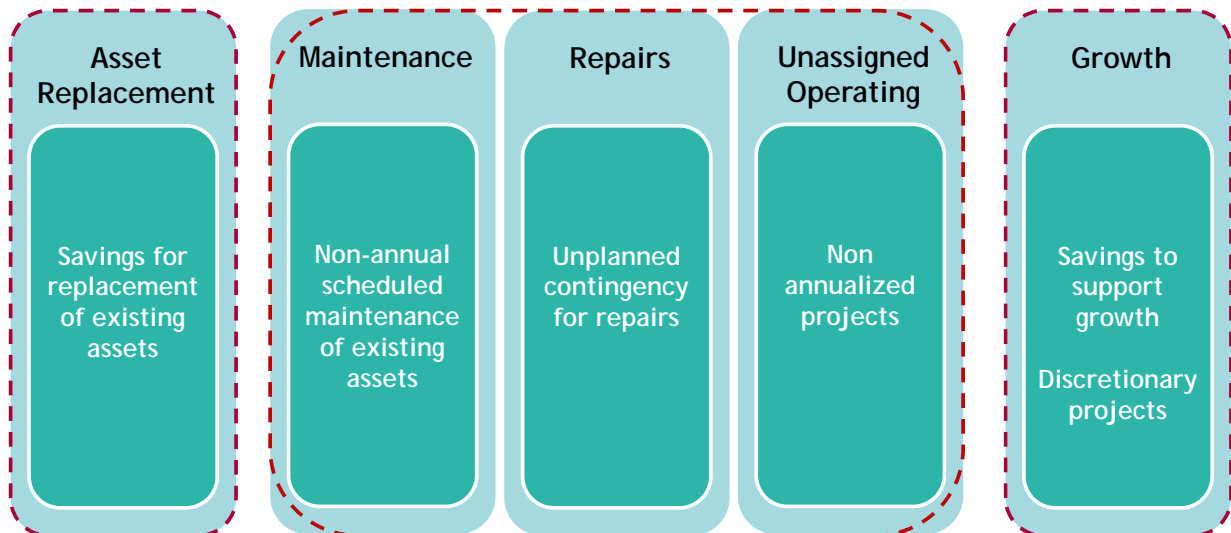 Asset
Replacement
Savings for
replacement
of existing
assets
Maintenance
Non-annual
scheduled
maintenance
of existing
assets
Repairs
Unplanned
contingency
for repairs
Unassigned
Operating
Non
annualized
projects
Growth
Savings to
support
growth
Discretionary
projects